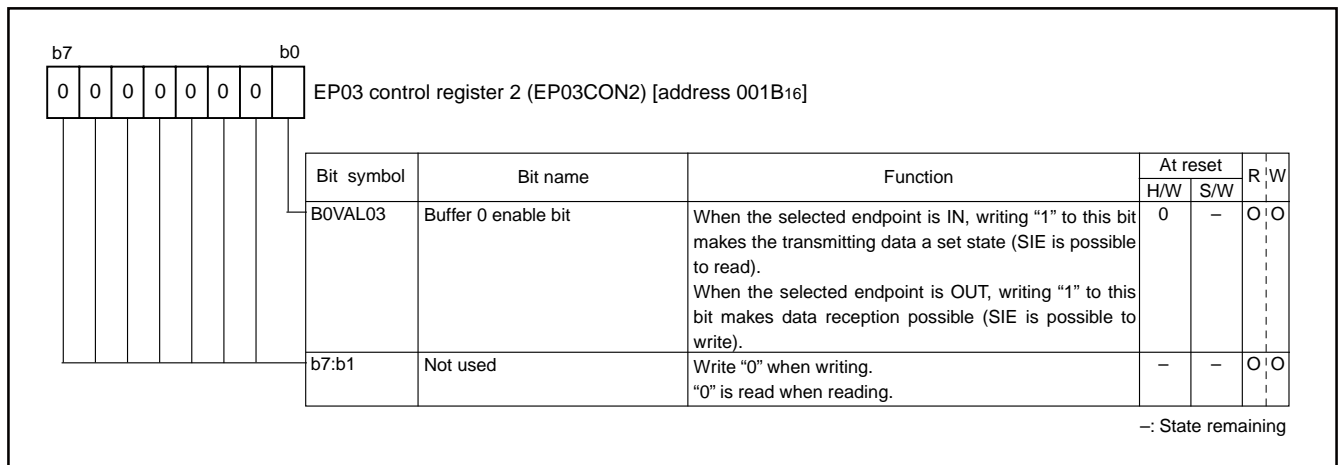 b7 b0
0 0 0 0 0 0 0
EP03 control register 2 (EP03CON2) [address 001B16]
Bit symbol Bit name Function At reset R W
H/W S/W
B0VAL03 Buffer 0 enable bit When the selected endpoint is IN, writing “1” to this bit 0 – O O
makes the transmitting data a set state (SIE is possible
to read).
When the selected endpoint is OUT, writing “1” to this
bit makes data reception possible (SIE is possible to
write).
b7:b1 Not used Write “0” when writing. – – O O
“0” is read when reading.
–: State remaining